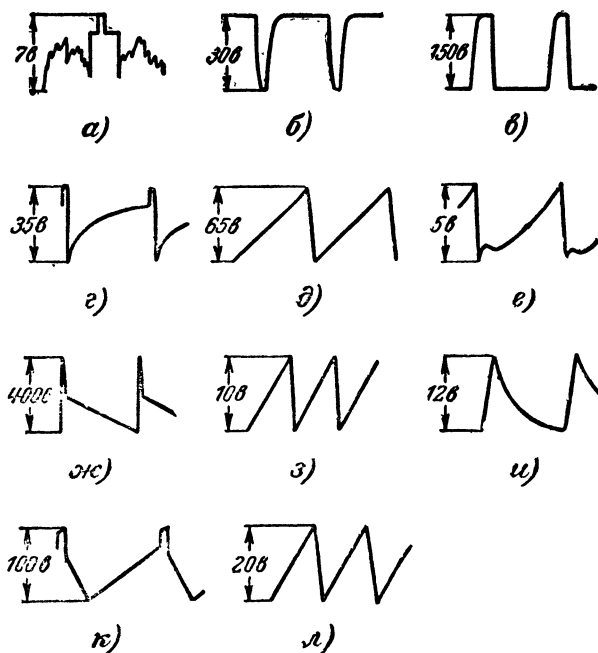 7в 30в 150в
а) б) в)
35в 65в 5в
г) д) е)
400в 10в 12в
ж) з) и)
100в 20в
к) л)